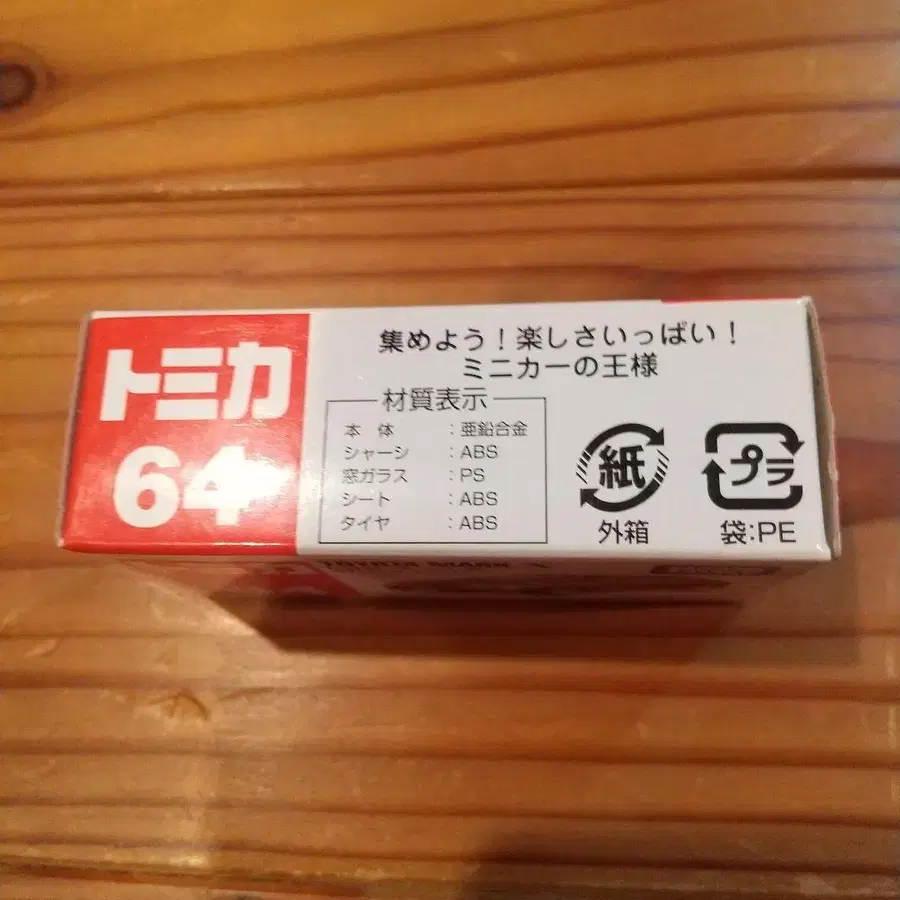 トミカ
64
集めよう！楽しさいっぱい！
ミニカーの王様
材質表示
本体：亜鉛合金
シャーシ：ABS
窓ガラス：PS
シート：ABS
タイヤ：ABS
紙
外箱
プラ
袋:PE
TOYOTA MARK X